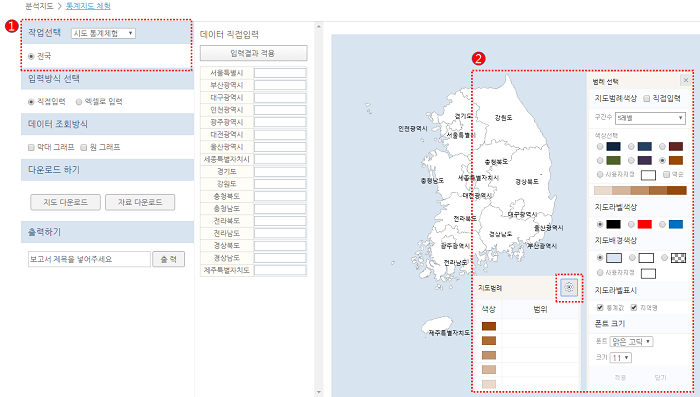 분석지도 > 통계지도 체험
1
작업선택 시도 통계체험
전국
입력방식 선택
직접입력 엑셀로 입력
데이터 조회방식
막대 그래프 원 그래프
다운로드 하기
지도 다운로드 자료 다운로드
출력하기
보고서 제목을 넣어주세요 출 력
데이터 직접입력
입력결과 적용
서울특별시
부산광역시
대구광역시
인천광역시
광주광역시
대전광역시
울산광역시
세종특별자치시
경기도
강원도
충청북도
충청남도
전라북도
전라남도
경상북도
경상남도
제주특별자치도
2
경기도
강원도
인천광역시
서울특별시
충청북도
충청남도
세종특별자치시
경상북도
대전광역시
대구광역시
전라북도
울산광역시
경상남도
광주광역시
부산광역시
전라남도
제주특별자치도
지도범례
색상 범위
범례 선택
지도범례색상 직접입력
구간수 5레벨
색상선택
사용자지정 역순
지도라벨색상
지도배경색상
사용자지정
지도라벨표시
통계값 지역명
폰트 크기
폰트 맑은 고딕
크기 11
적용 닫기